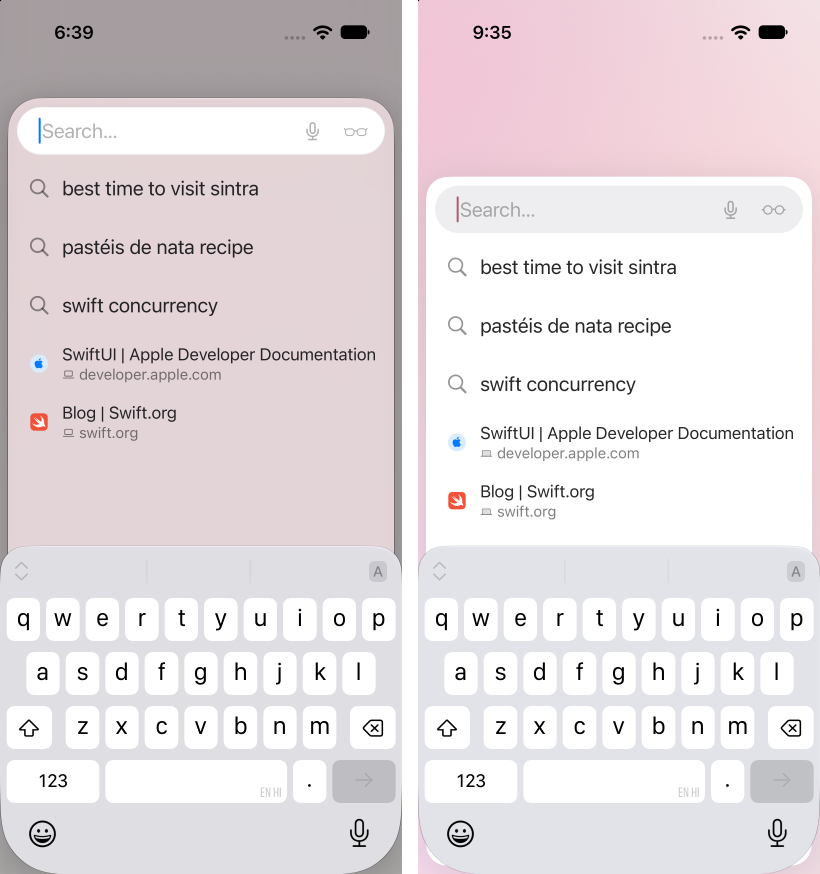 6:39
Search...
best time to visit sintra
pastéis de nata recipe
swift concurrency
SwiftUI | Apple Developer Documentation
developer.apple.com
Blog | Swift.org
swift.org
A
q w e r t y u i o p
a s d f g h j k l
z x c v b n m
123 EN HI .
9:35
Search...
best time to visit sintra
pastéis de nata recipe
swift concurrency
SwiftUI | Apple Developer Documentation
developer.apple.com
Blog | Swift.org
swift.org
A
q w e r t y u i o p
a s d f g h j k l
z x c v b n m
123 EN HI .